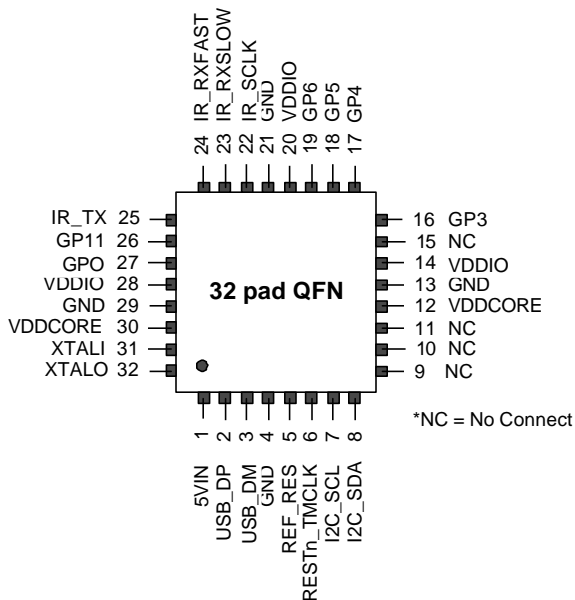 24 IR_RXFAST
23 IR_RXSLOW
22 IR_SCLK
21 GND
20 VDDIO
19 GP6
18 GP5
17 GP4
IR_TX 25
GP11 26
GPO 27
VDDIO 28
GND 29
VDDCORE 30
XTALI 31
XTALO 32
32 pad QFN
16 GP3
15 NC
14 VDDIO
13 GND
12 VDDCORE
11 NC
10 NC
9 NC
*NC = No Connect
5VIN 1
USB_DP 2
USB_DM 3
GND 4
REF_RES 5
RESTn_TMCLK 6
I2C_SCL 7
I2C_SDA 8